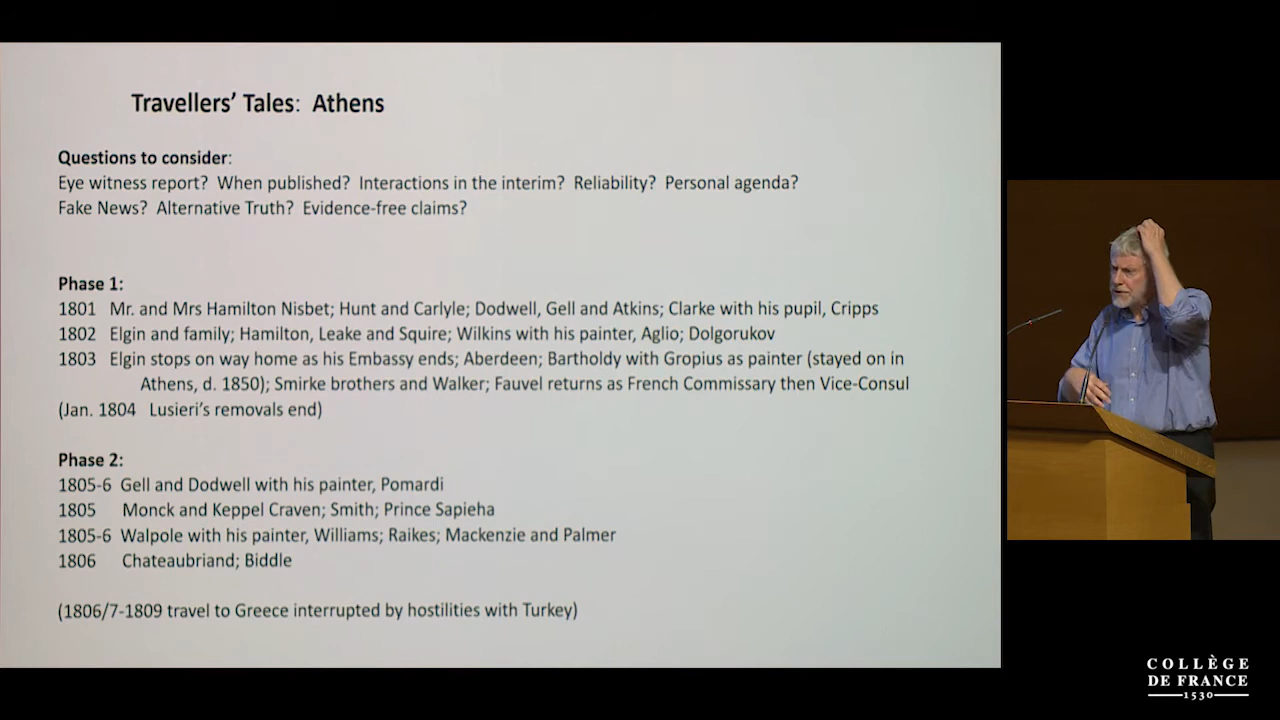 Travellers' Tales: Athens
Questions to consider:
Eye witness report? When published? Interactions in the interim? Reliability? Personal agenda?
Fake News? Alternative Truth? Evidence-free claims?
Phase 1:
1801 Mr. and Mrs Hamilton Nisbet; Hunt and Carlyle; Dodwell, Gell and Atkins; Clarke with his pupil, Cripps
1802 Elgin and family; Hamilton, Leake and Squire; Wilkins with his painter, Aglio; Dolgorukov
1803 Elgin stops on way home as his Embassy ends; Aberdeen; Bartholdy with Gropius as painter (stayed on in
Athens, d. 1850); Smirke brothers and Walker; Fauvel returns as French Commissary then Vice-Consul
(Jan. 1804 Lusieri's removals end)
Phase 2:
1805-6 Gell and Dodwell with his painter, Pomardi
1805 Monck and Keppel Craven; Smith; Prince Sapieha
1805-6 Walpole with his painter, Williams; Raikes; Mackenzie and Palmer
1806 Chateaubriand; Biddle
(1806/7-1809 travel to Greece interrupted by hostilities with Turkey)
COLLÈGE
DE FRANCE
1530